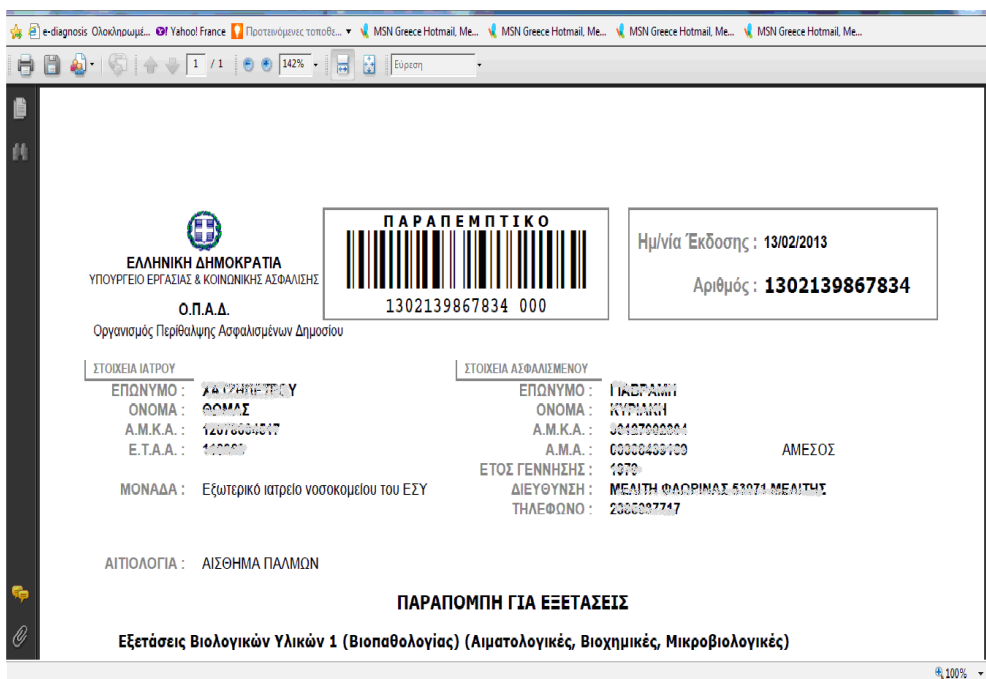 e-diagnosis Ολοκληρωμέ... Yahoo! France Προτεινόμενες τοποθε... MSN Greece Hotmail, Me... MSN Greece Hotmail, Me... MSN Greece Hotmail, Me... MSN Greece Hotmail, Me...
1 / 1 142% Εύρεση
ΠΑΡΑΠΕΜΠΤΙΚΟ
1302139867834 000
Ημ/νία Έκδοσης : 13/02/2013
Αριθμός : 1302139867834
ΕΛΛΗΝΙΚΗ ΔΗΜΟΚΡΑΤΙΑ
ΥΠΟΥΡΓΕΙΟ ΕΡΓΑΣΙΑΣ & ΚΟΙΝΩΝΙΚΗΣ ΑΣΦΑΛΙΣΗΣ
Ο.Π.Α.Δ.
Οργανισμός Περίθαλψης Ασφαλισμένων Δημοσίου
ΣΤΟΙΧΕΙΑ ΙΑΤΡΟΥ
ΕΠΩΝΥΜΟ :
ΟΝΟΜΑ :
Α.Μ.Κ.Α. :
Ε.Τ.Α.Α. :
ΜΟΝΑΔΑ : Εξωτερικό ιατρείο νοσοκομείου του ΕΣΥ
ΣΤΟΙΧΕΙΑ ΑΣΦΑΛΙΣΜΕΝΟΥ
ΕΠΩΝΥΜΟ :
ΟΝΟΜΑ :
Α.Μ.Κ.Α. :
Α.Μ.Α. : ΑΜΕΣΟΣ
ΕΤΟΣ ΓΕΝΝΗΣΗΣ :
ΔΙΕΥΘΥΝΣΗ :
ΤΗΛΕΦΩΝΟ :
ΑΙΤΙΟΛΟΓΙΑ : ΑΙΣΘΗΜΑ ΠΑΛΜΩΝ
ΠΑΡΑΠΟΜΠΗ ΓΙΑ ΕΞΕΤΑΣΕΙΣ
Εξετάσεις Βιολογικών Υλικών 1 (Βιοπαθολογίας) (Αιματολογικές, Βιοχημικές, Μικροβιολογικές)
100%